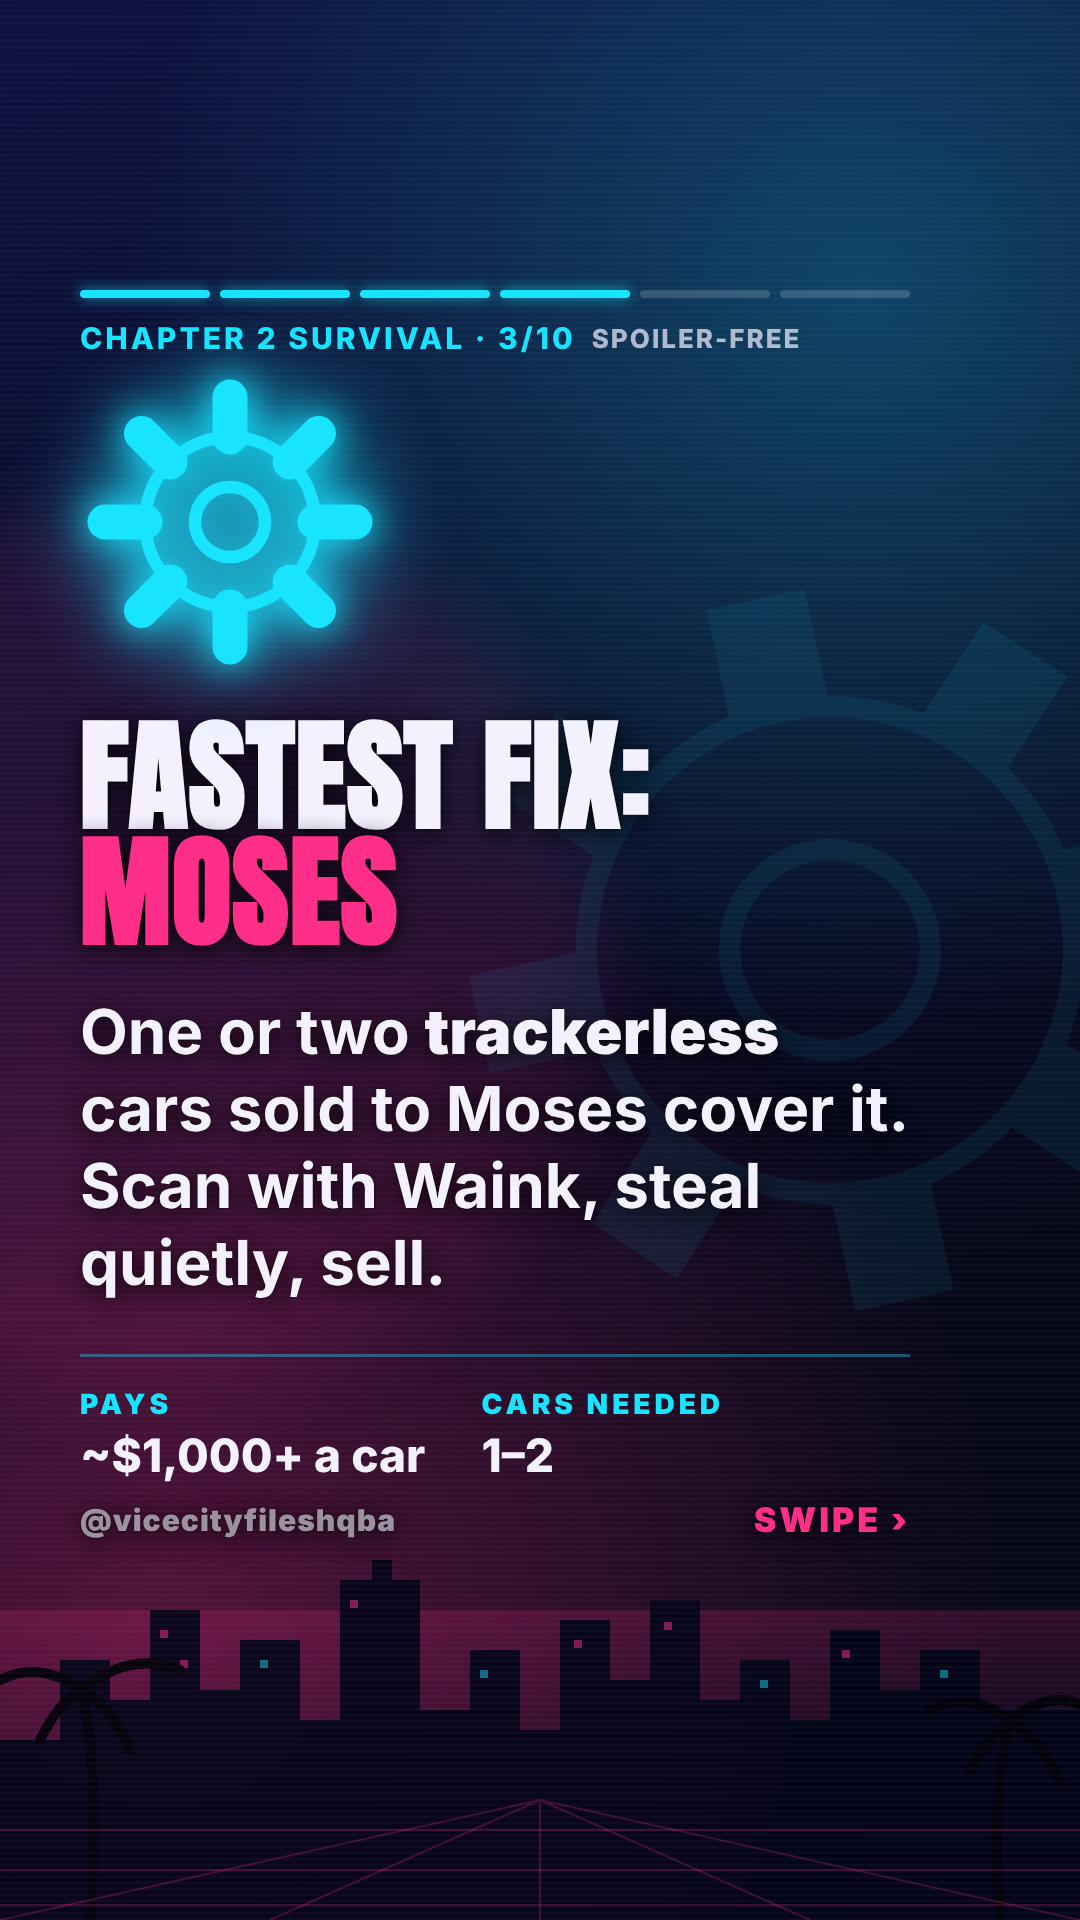 CHAPTER 2 SURVIVAL · 3/10 SPOILER-FREE
FASTEST FIX:
MOSES
One or two trackerless
cars sold to Moses cover it.
Scan with Waink, steal
quietly, sell.
PAYS
~$1,000+ a car
CARS NEEDED
1–2
@vicecityfileshqba
SWIPE ›